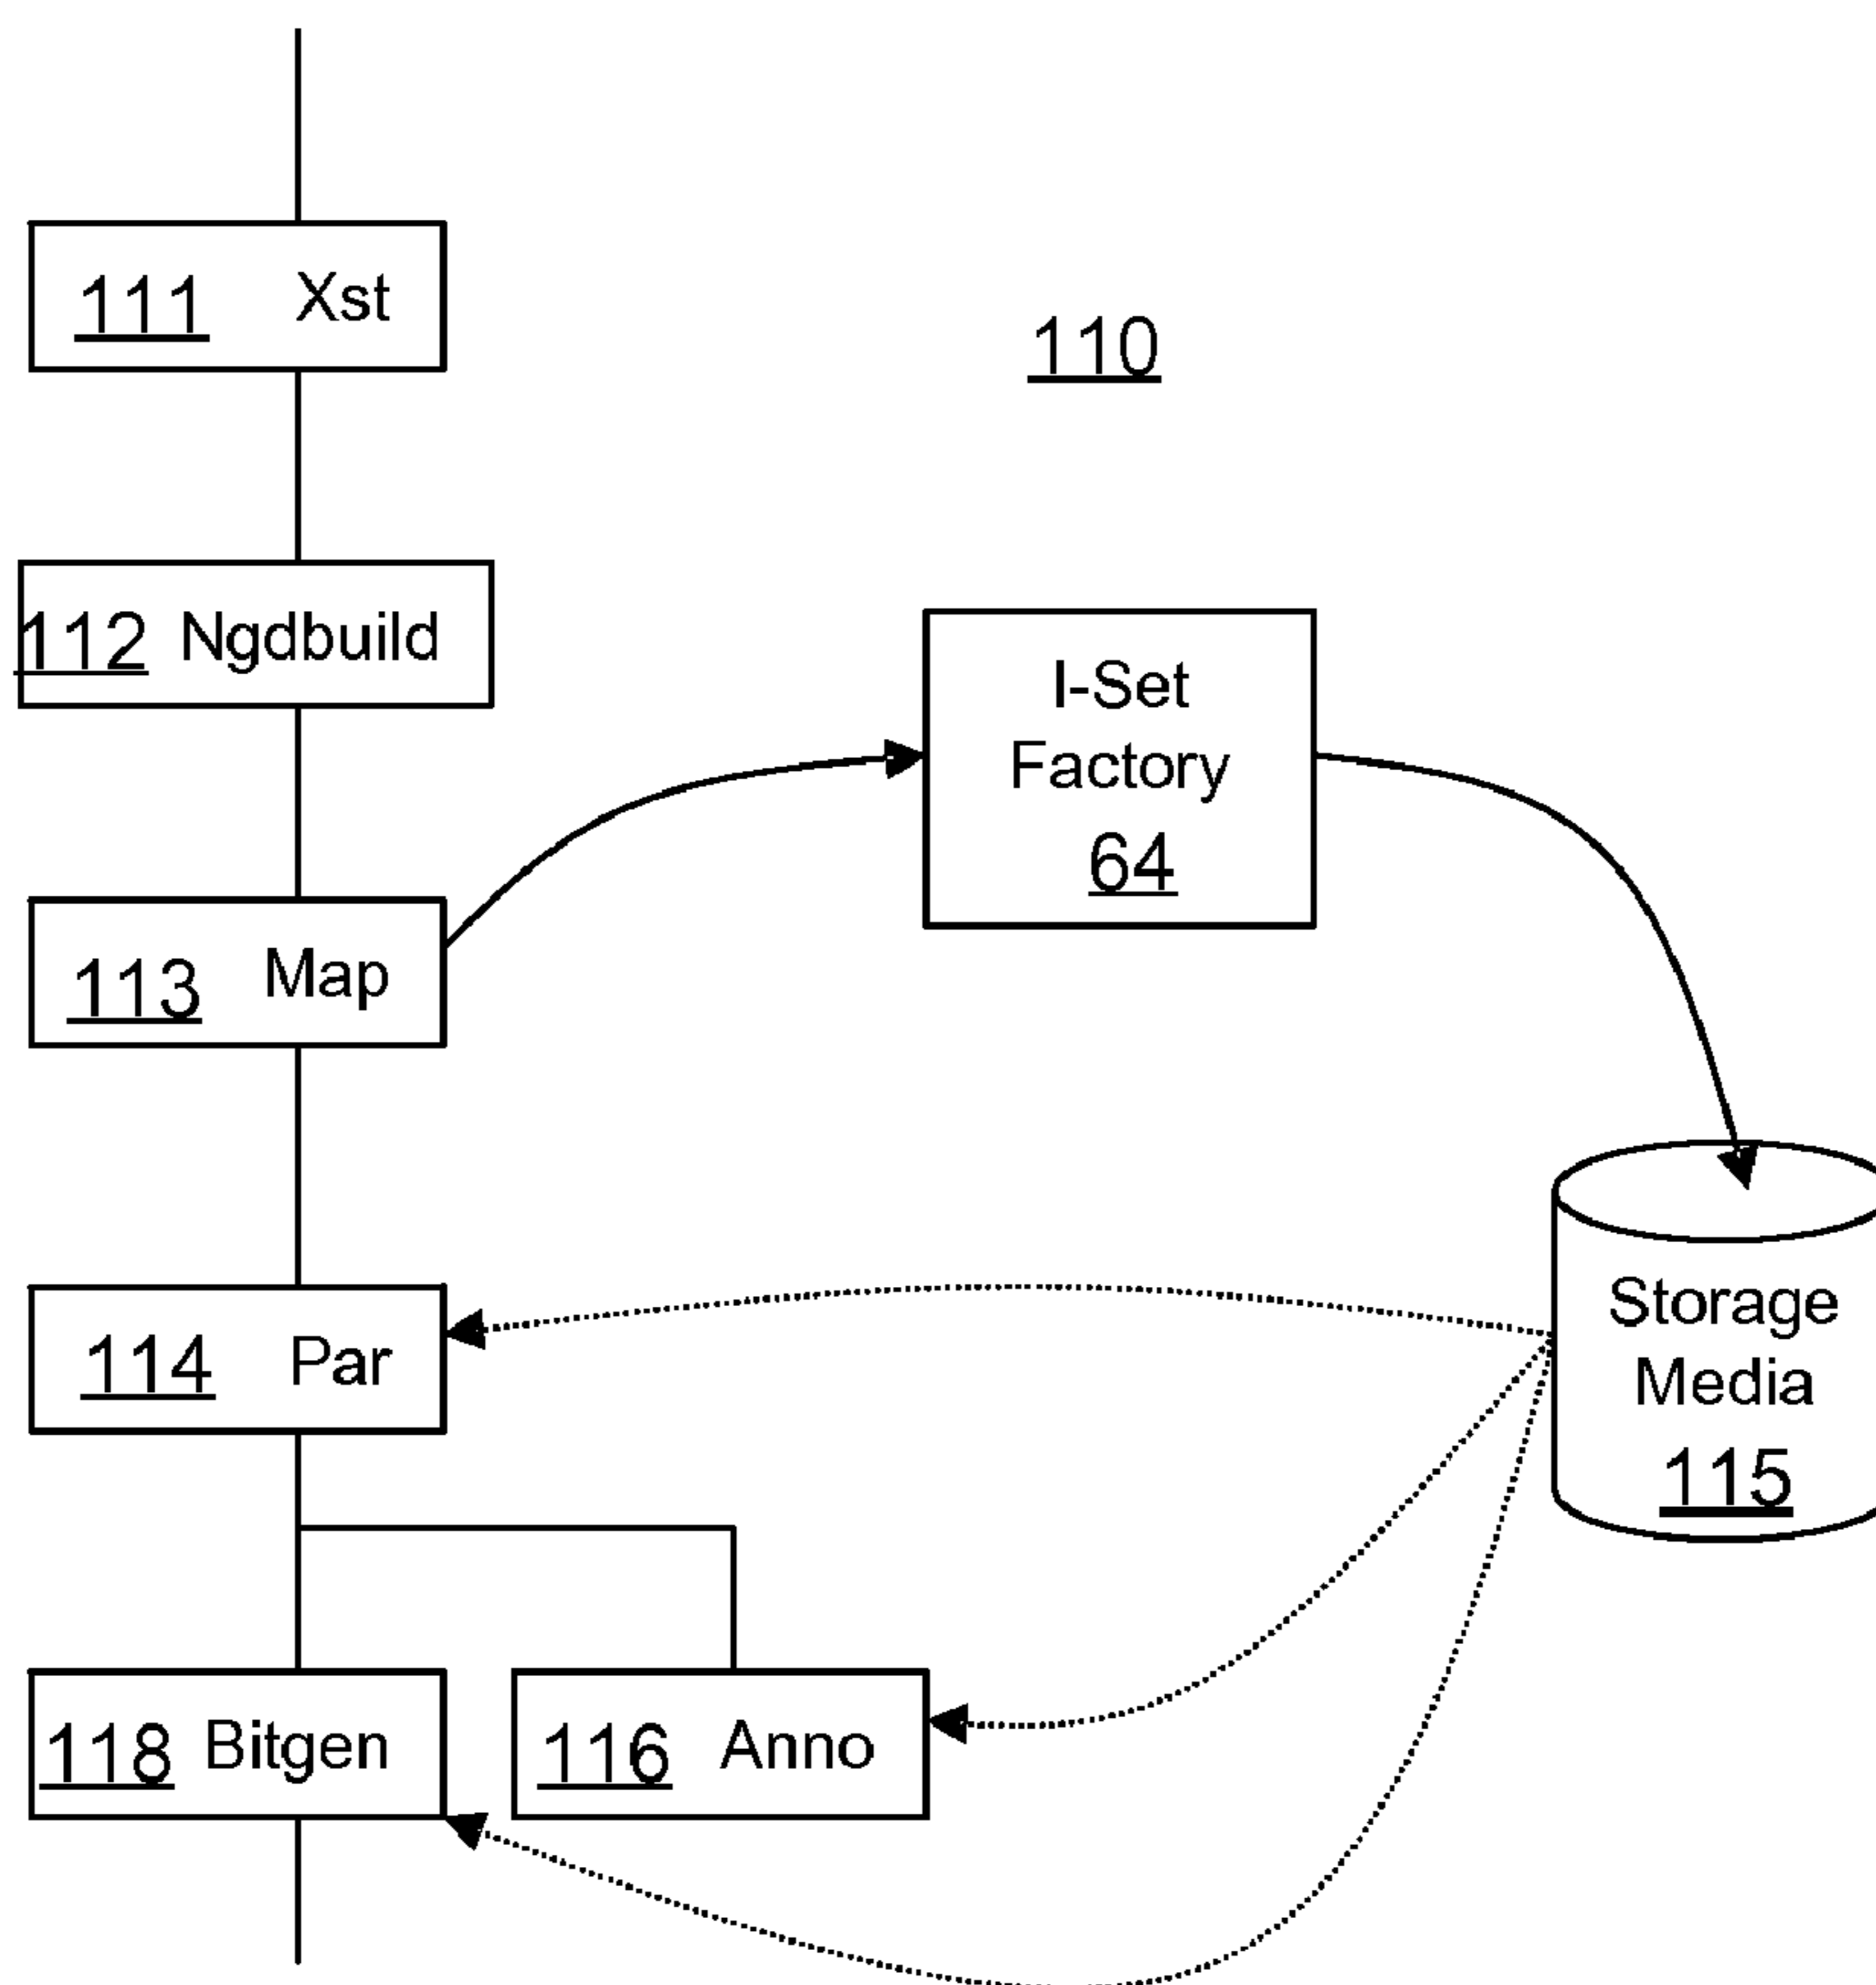 111 Xst
110
112 Ngdbuild
I-Set
Factory
64
113 Map
114 Par
Storage
Media
115
118 Bitgen
116 Anno